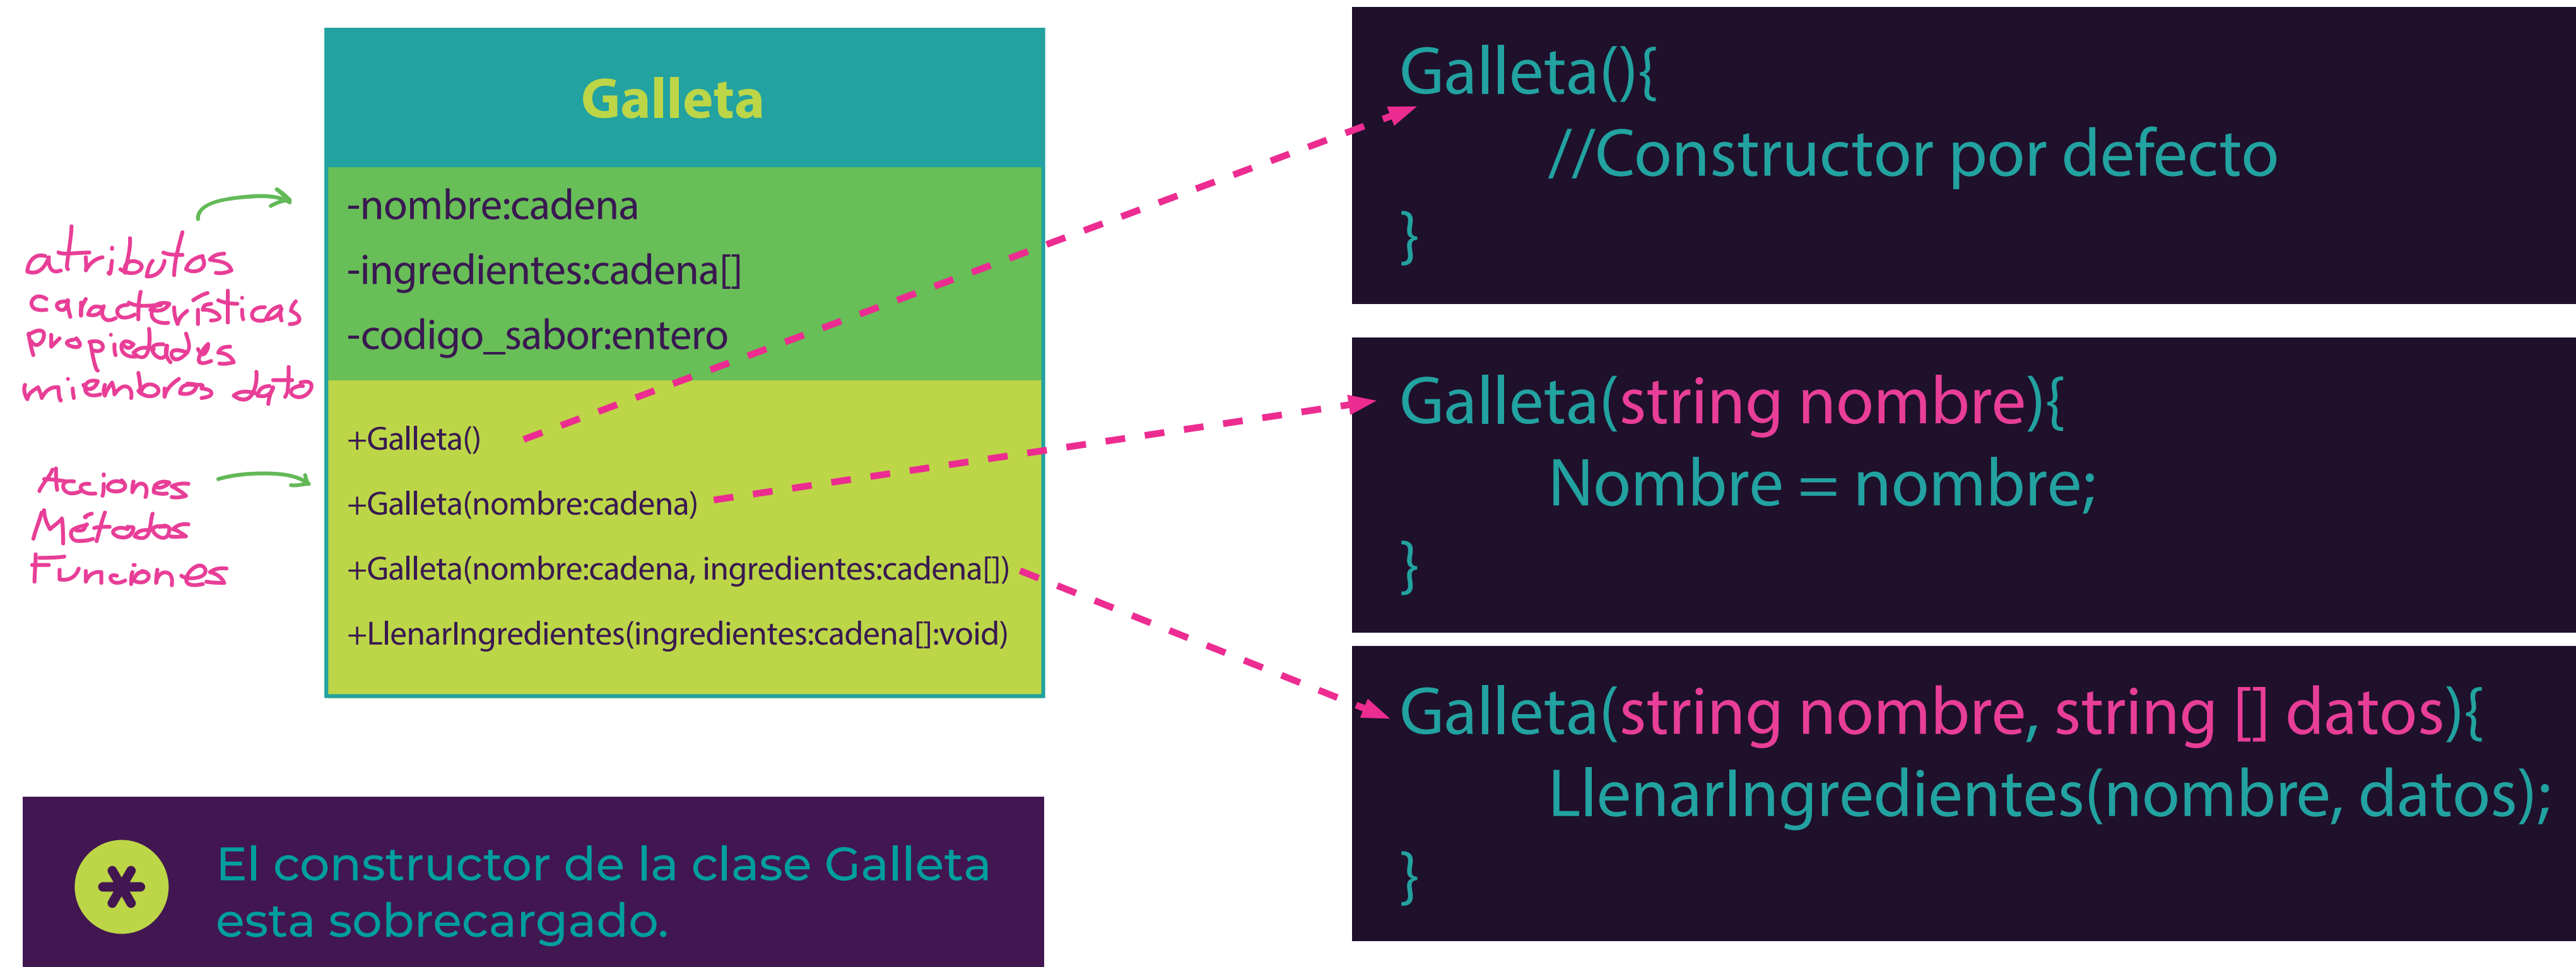 Galleta
-nombre:cadena
-ingredientes:cadena[]
-codigo_sabor:entero
+Galleta()
+Galleta(nombre:cadena)
+Galleta(nombre:cadena, ingredientes:cadena[])
+LlenarIngredientes(ingredientes:cadena[]:void)
atributos
características
propiedades
miembros dato
Acciones
Métodos
Funciones
El constructor de la clase Galleta
esta sobrecargado.
Galleta(){
//Constructor por defecto
}
Galleta(string nombre){
Nombre = nombre;
}
Galleta(string nombre, string [] datos){
LlenarIngredientes(nombre, datos);
}